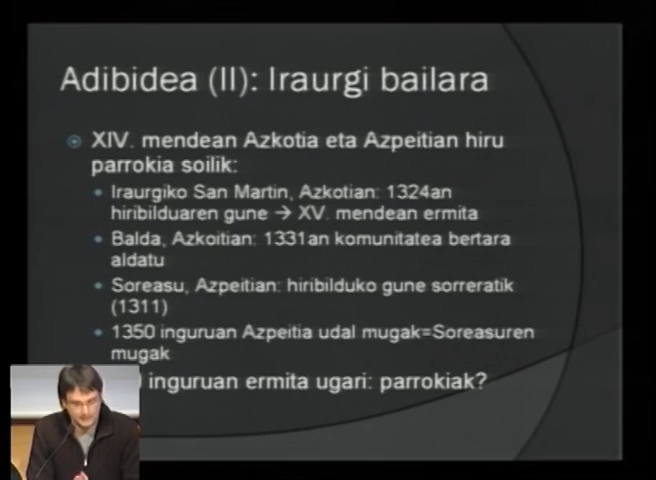 Adibidea (II): Iraurgi bailara
XIV. mendean Azkotia eta Azpeitian hiru
parrokia soilik:
Iraurgiko San Martin, Azkotian: 1324an
hiribilduaren gune → XV. mendean ermita
Balda, Azkoitian: 1331an komunitatea bertara
aldatu
Soreasu, Azpeitian: hiribilduko gune sorreratik
(1311)
1350 inguruan Azpeitia udal mugak=Soreasuren
mugak
inguruan ermita ugari: parrokiak?